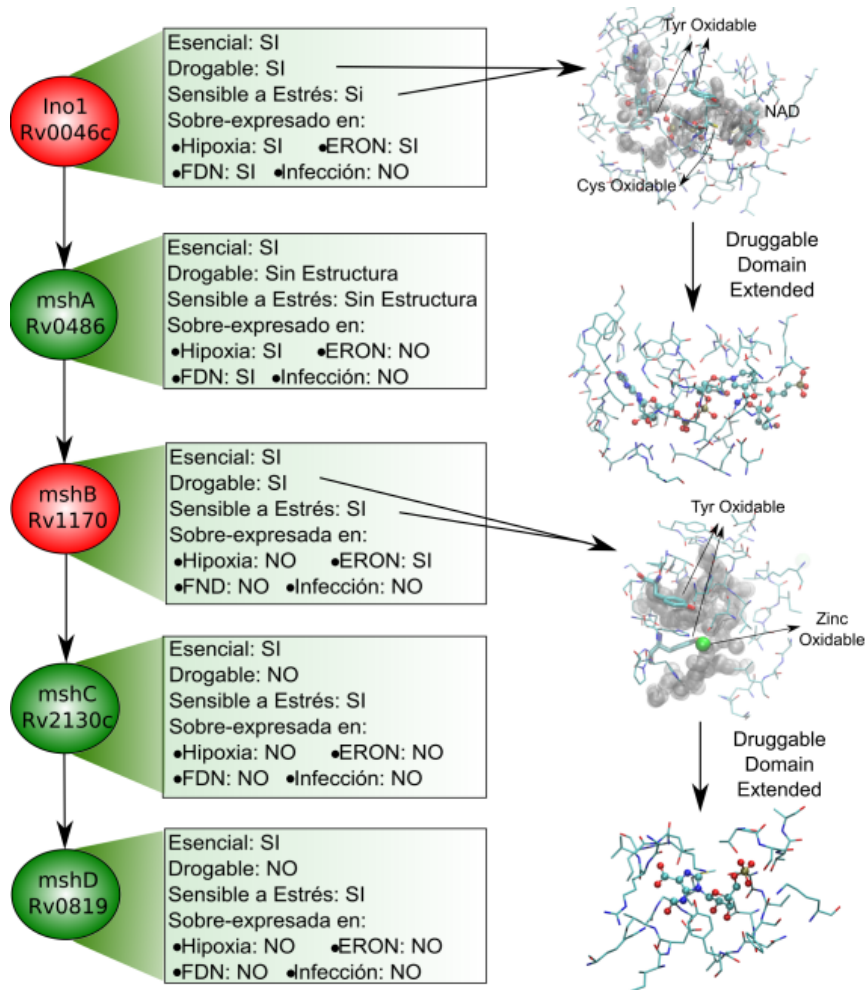 Ino1
Rv0046c
Esencial: SI
Drogable: SI
Sensible a Estrés: Si
Sobre-expresado en:
•Hipoxia: SI •ERON: SI
•FDN: SI •Infección: NO
Tyr Oxidable
NAD
Cys Oxidable
Druggable
Domain
Extended
mshA
Rv0486
Esencial: SI
Drogable: Sin Estructura
Sensible a Estrés: Sin Estructura
Sobre-expresado en:
•Hipoxia: SI •ERON: NO
•FDN: SI •Infección: NO
mshB
Rv1170
Esencial: SI
Drogable: SI
Sensible a Estrés: SI
Sobre-expresada en:
•Hipoxia: NO •ERON: SI
•FND: NO •Infección: NO
Tyr Oxidable
Zinc
Oxidable
Druggable
Domain
Extended
mshC
Rv2130c
Esencial: SI
Drogable: NO
Sensible a Estrés: SI
Sobre-expresada en:
•Hipoxia: NO •ERON: NO
•FDN: NO •Infección: NO
mshD
Rv0819
Esencial: SI
Drogable: NO
Sensible a Estrés: SI
Sobre-expresada en:
•Hipoxia: NO •ERON: NO
•FDN: NO •Infección: NO